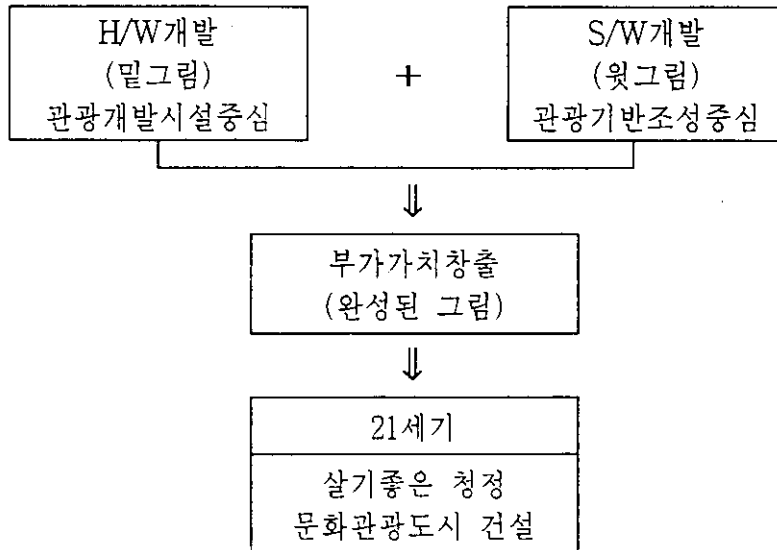 H/W개발
(밑그림)
관광개발시설중심
+
S/W개발
(윗그림)
관광기반조성중심
⇓
부가가치창출
(완성된 그림)
⇓
21세기
살기좋은 청정
문화관광도시 건설